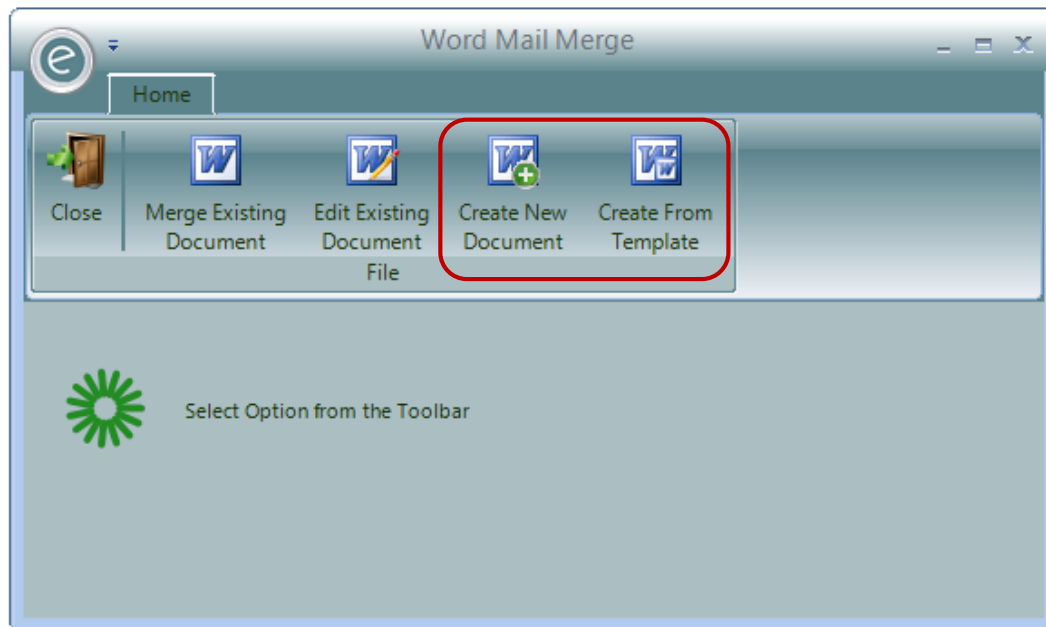 Word Mail Merge
Home
Close
Merge Existing
Document
Edit Existing
Document
Create New
Document
Create From
Template
File
Select Option from the Toolbar